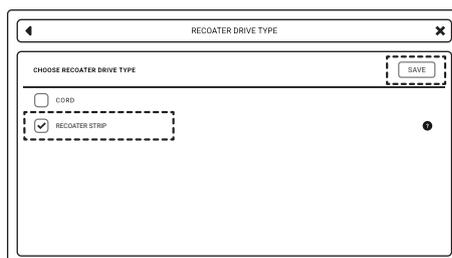 RECOATER DRIVE TYPE
CHOOSE RECOATER DRIVE TYPE
SAVE
CORD
RECOATER STRIP
?